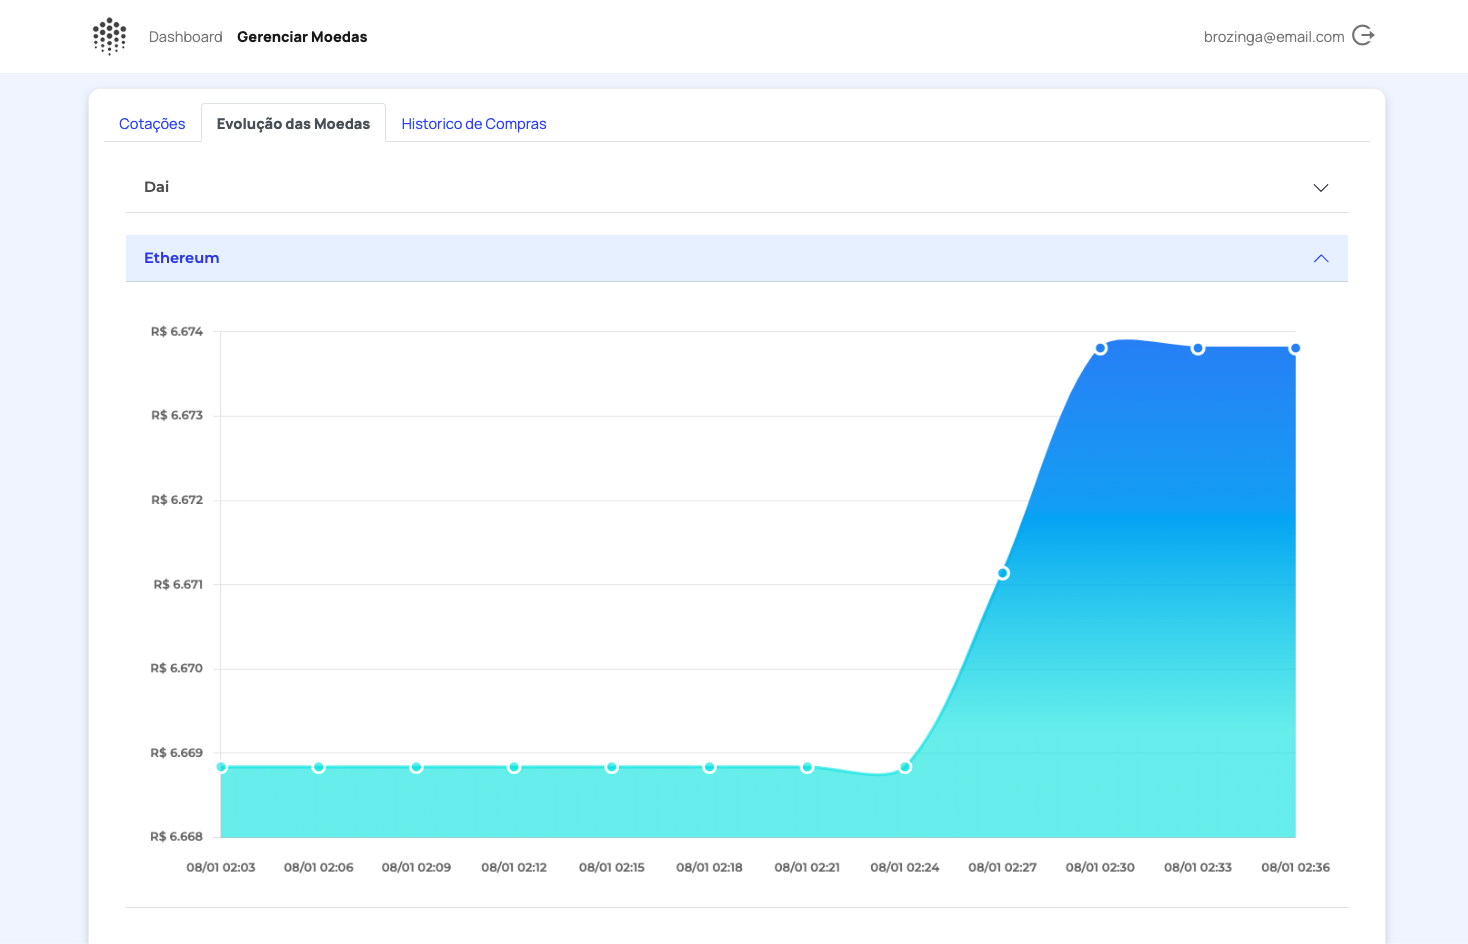 Dashboard Gerenciar Moedas brozinga@email.com
Cotações Evolução das Moedas Historico de Compras
Dai
Ethereum
R$ 6.674
R$ 6.673
R$ 6.672
R$ 6.671
R$ 6.670
R$ 6.669
R$ 6.668
08/01 02:03 08/01 02:06 08/01 02:09 08/01 02:12 08/01 02:15 08/01 02:18 08/01 02:21 08/01 02:24 08/01 02:27 08/01 02:30 08/01 02:33 08/01 02:36